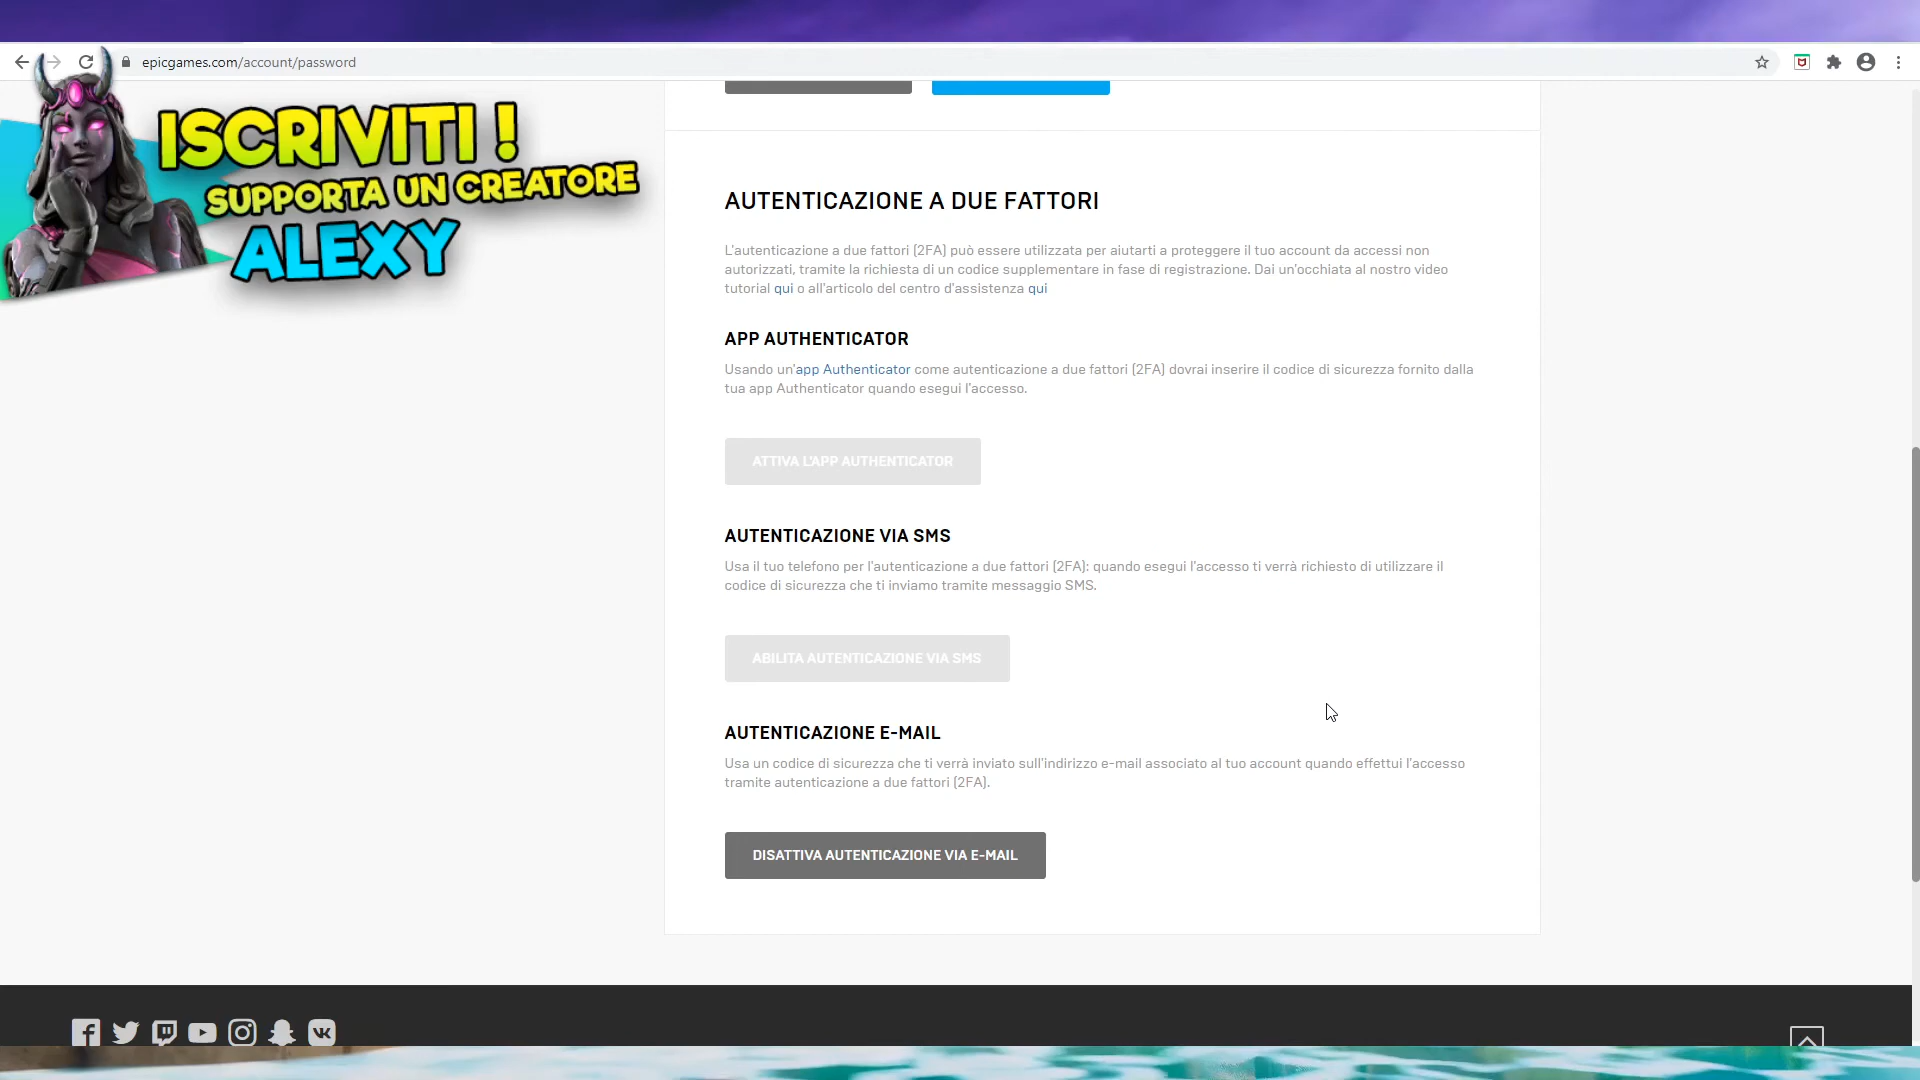 epicgames.com/account/password
ISCRIVITI !
SUPPORTA UN CREATORE
ALEXY
AUTENTICAZIONE A DUE FATTORI
L'autenticazione a due fattori (2FA) può essere utilizzata per aiutarti a proteggere il tuo account da accessi non
autorizzati, tramite la richiesta di un codice supplementare in fase di registrazione. Dai un'occhiata al nostro video
tutorial qui o all'articolo del centro d'assistenza qui
APP AUTHENTICATOR
Usando un'app Authenticator come autenticazione a due fattori (2FA) dovrai inserire il codice di sicurezza fornito dalla
tua app Authenticator quando esegui l'accesso.
ATTIVA L'APP AUTHENTICATOR
AUTENTICAZIONE VIA SMS
Usa il tuo telefono per l'autenticazione a due fattori (2FA): quando esegui l'accesso ti verrà richiesto di utilizzare il
codice di sicurezza che ti inviamo tramite messaggio SMS.
ABILITA AUTENTICAZIONE VIA SMS
AUTENTICAZIONE E-MAIL
Usa un codice di sicurezza che ti verrà inviato sull'indirizzo e-mail associato al tuo account quando effettui l'accesso
tramite autenticazione a due fattori (2FA).
DISATTIVA AUTENTICAZIONE VIA E-MAIL